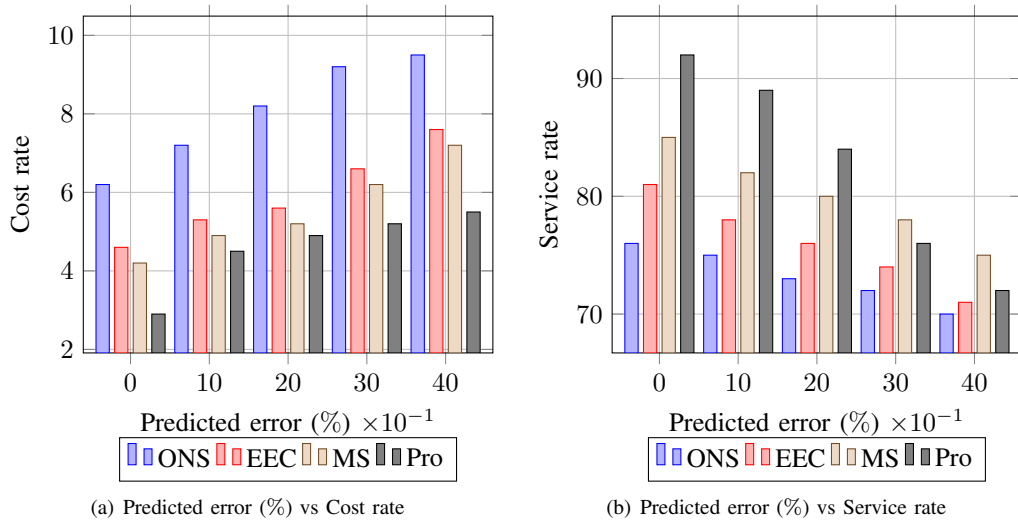 10
8
6
4
2
Cost rate
0 10 20 30 40
Predicted error (%) ×10⁻¹
ONS EEC MS Pro
(a) Predicted error (%) vs Cost rate
90
80
70
Service rate
0 10 20 30 40
Predicted error (%) ×10⁻¹
ONS EEC MS Pro
(b) Predicted error (%) vs Service rate